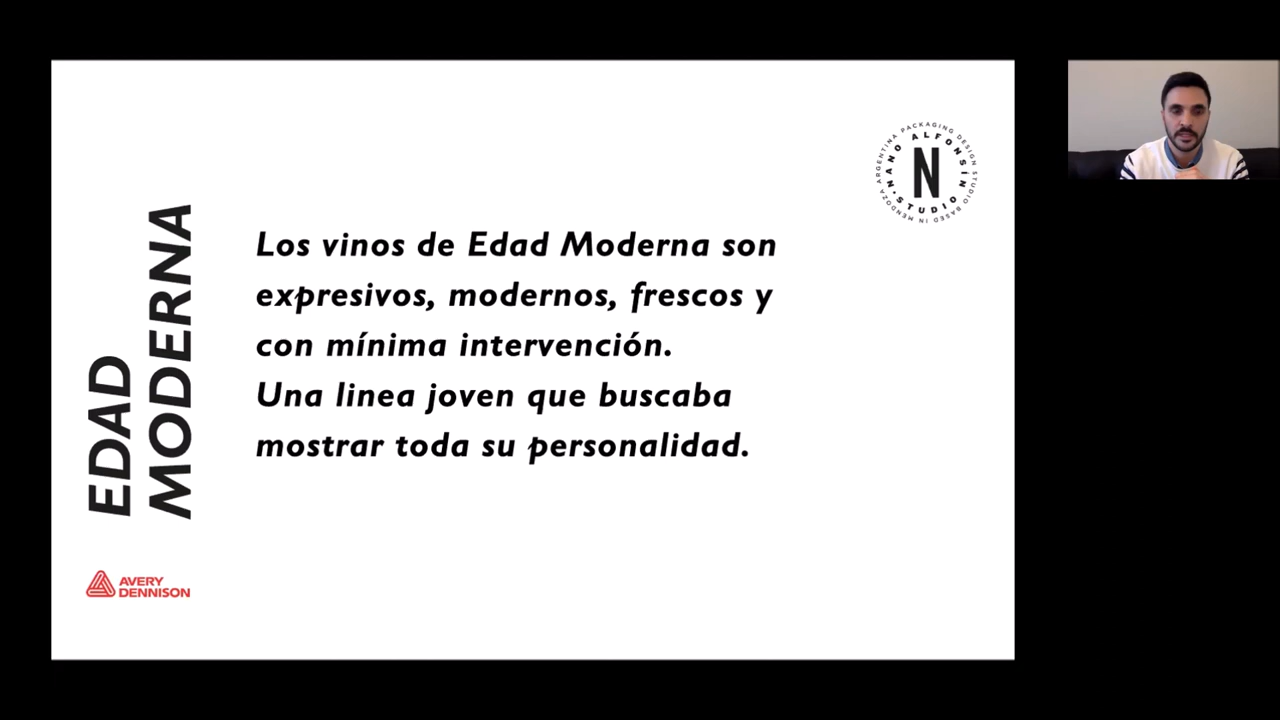 EDAD
MODERNA
Los vinos de Edad Moderna son
expresivos, modernos, frescos y
con mínima intervención.
Una linea joven que buscaba
mostrar toda su personalidad.
ARGENTINA PACKAGING DESIGN STUDIO BASED IN MENDOZA
NANO ALFONSÍN
• STUDIO
N
AVERY
DENNISON